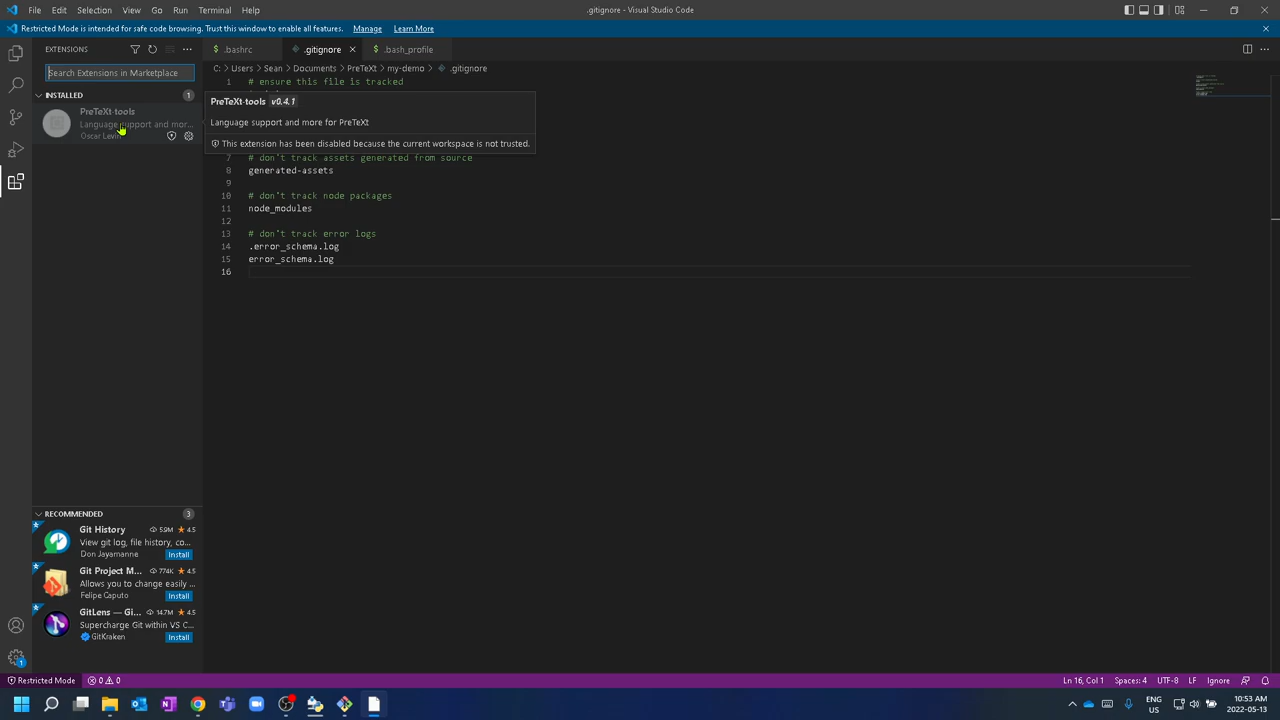 File Edit Selection View Go Run Terminal Help
.gitignore - Visual Studio Code
Restricted Mode is intended for safe code browsing. Trust this window to enable all features. Manage Learn More
EXTENSIONS
.bashrc .gitignore .bash_profile
Search Extensions in Marketplace
C: > Users > Sean > Documents > PreTeXt > my-demo > .gitignore
INSTALLED 1
PreTeXt-tools
Language support and mor...
Oscar Levin
1 # ensure this file is tracked
PreTeXt-tools v0.4.1
Language support and more for PreTeXt
This extension has been disabled because the current workspace is not trusted.
7 # don't track assets generated from source
8 generated-assets
9
10 # don't track node packages
11 node_modules
12
13 # don't track error logs
14 .error_schema.log
15 error_schema.log
16
RECOMMENDED 3
Git History 5.9M 4.5
View git log, file history, co...
Don Jayamanne Install
Git Project M... 774K 4.5
Allows you to change easily ...
Felipe Caputo Install
GitLens — Gi... 14.7M 4.5
Supercharge Git within VS C...
GitKraken Install
1
Restricted Mode 0 0
Ln 16, Col 1 Spaces: 4 UTF-8 LF Ignore
ENG
US
10:53 AM
2022-05-13